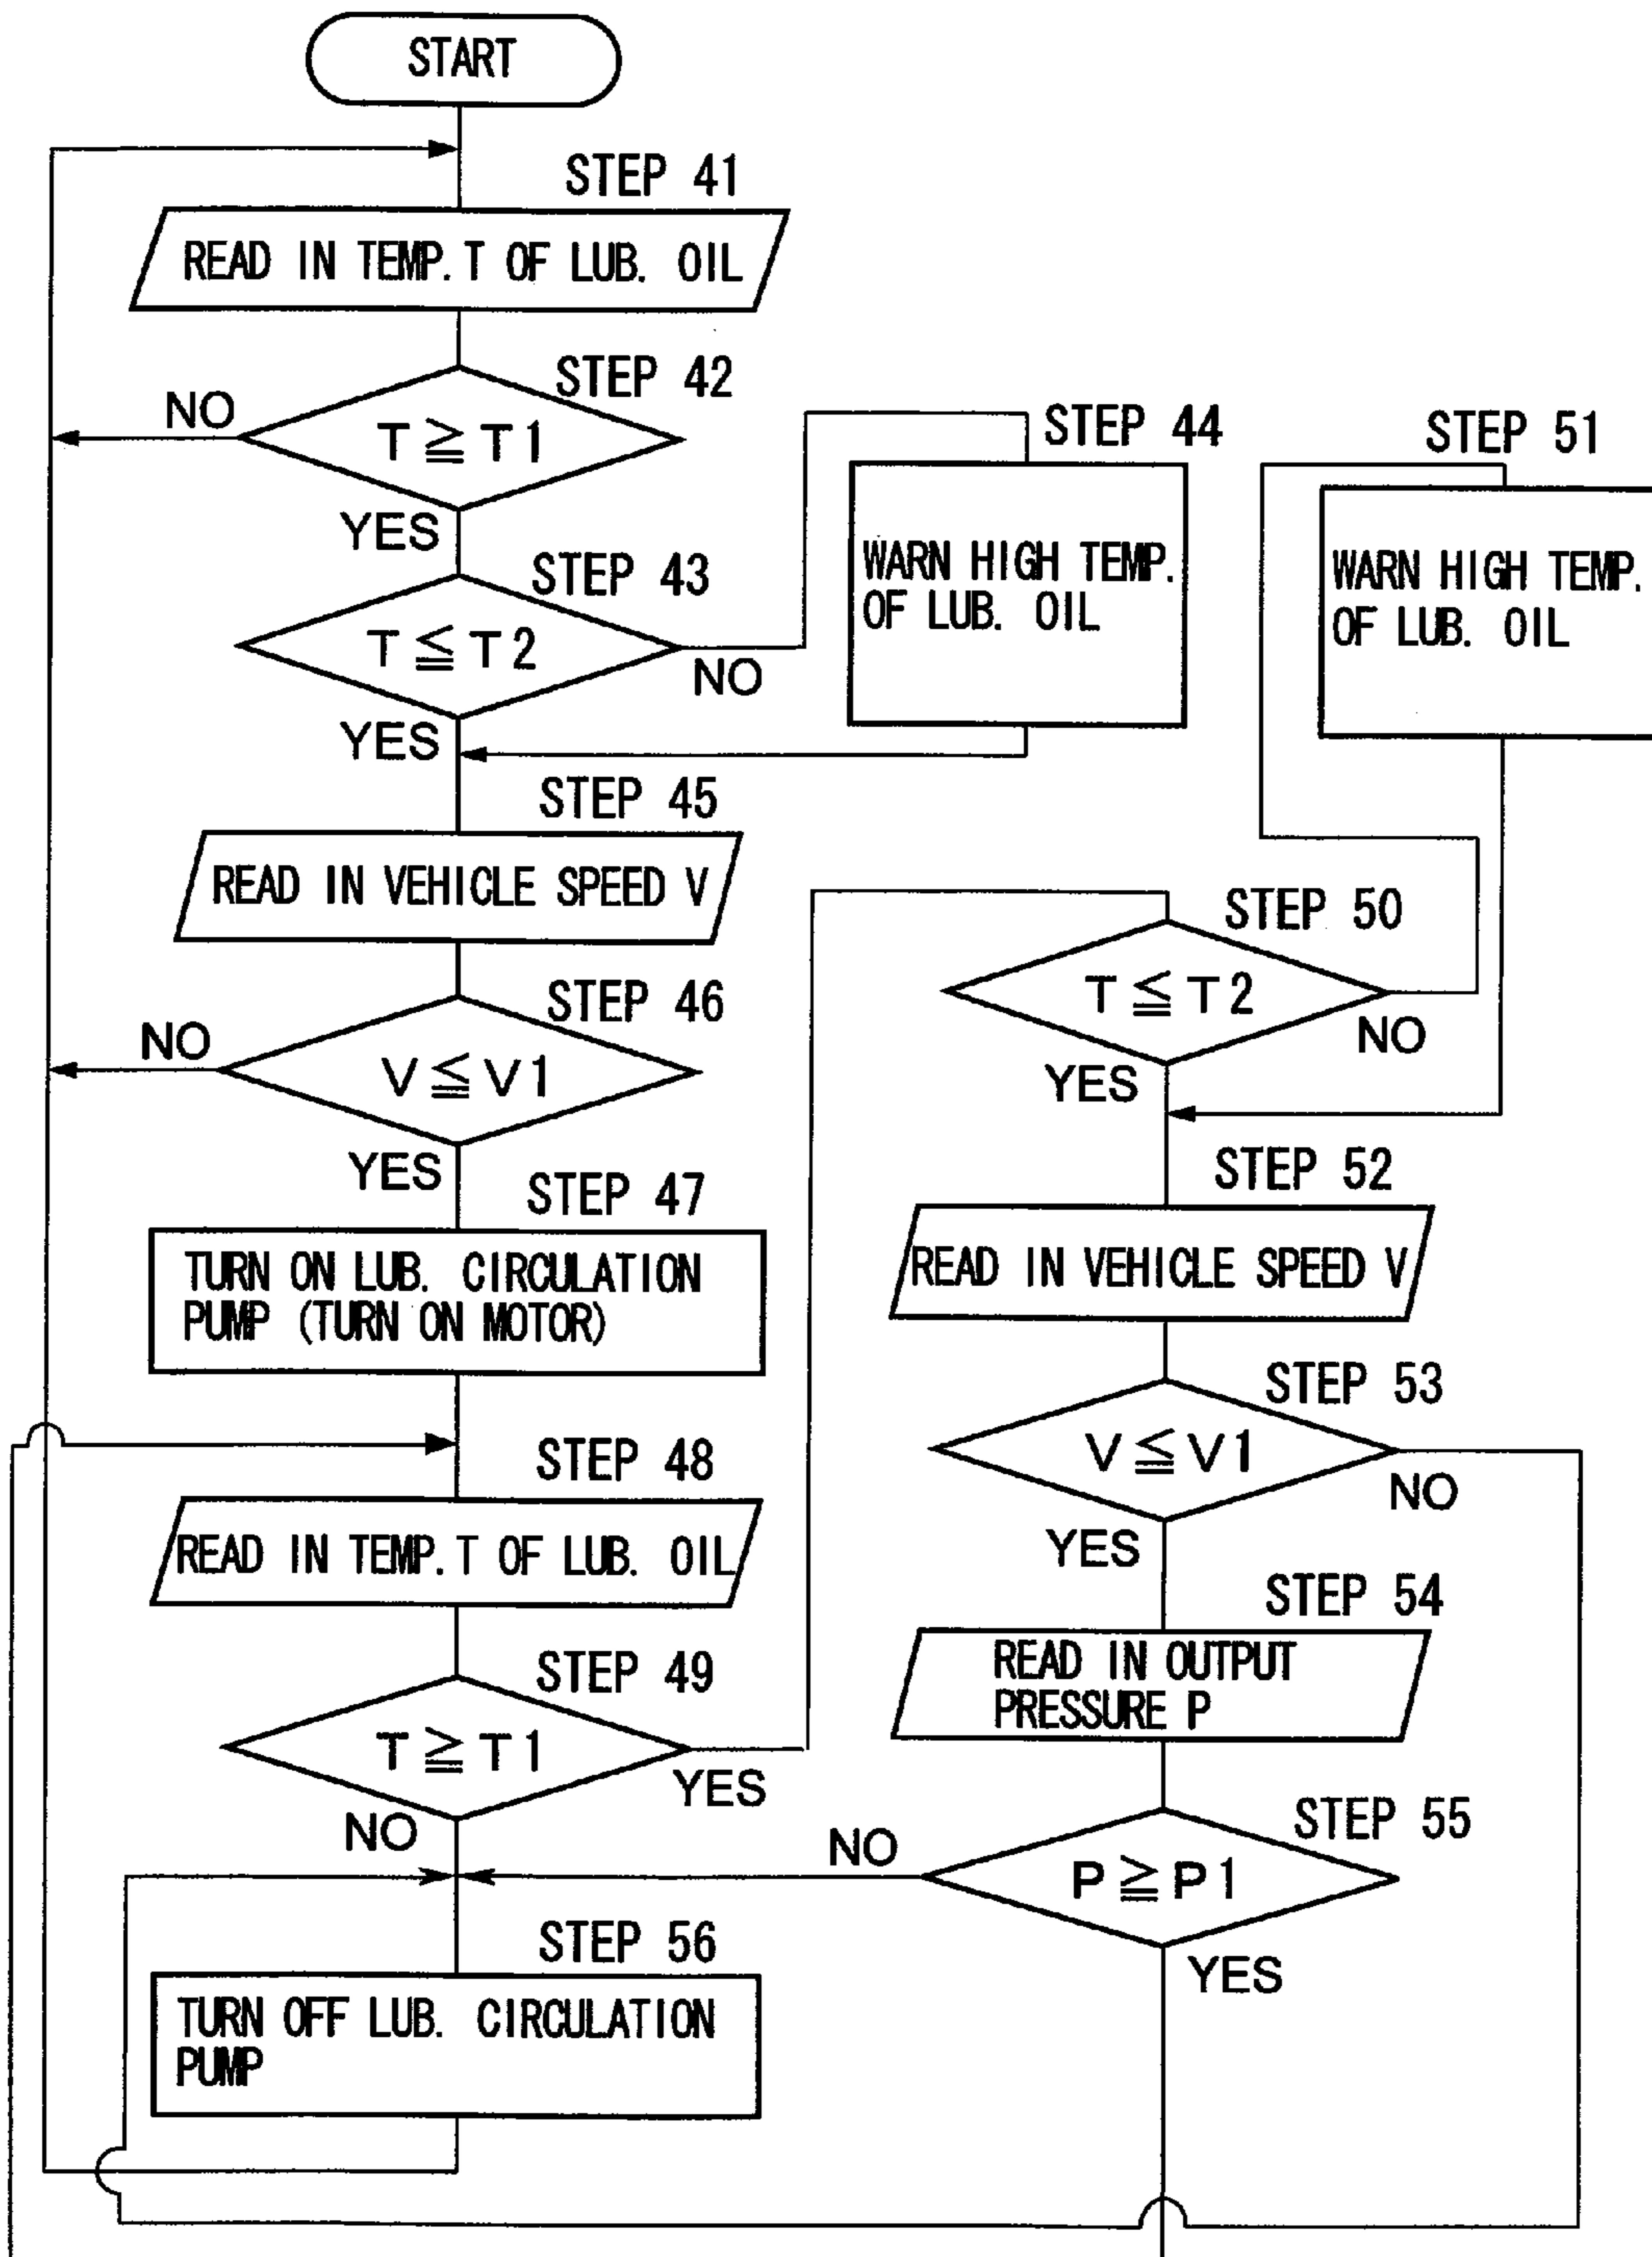 START
STEP 41
READ IN TEMP. T OF LUB. OIL
STEP 42
T ≧ T1
NO
YES
STEP 43
T ≦ T2
NO
YES
STEP 44
WARN HIGH TEMP.
OF LUB. OIL
STEP 45
READ IN VEHICLE SPEED V
STEP 46
V ≦ V1
NO
YES
STEP 47
TURN ON LUB. CIRCULATION
PUMP (TURN ON MOTOR)
STEP 48
READ IN TEMP. T OF LUB. OIL
STEP 49
T ≧ T1
YES
NO
STEP 50
T ≦ T2
NO
YES
STEP 51
WARN HIGH TEMP.
OF LUB. OIL
STEP 52
READ IN VEHICLE SPEED V
STEP 53
V ≦ V1
NO
YES
STEP 54
READ IN OUTPUT
PRESSURE P
STEP 55
P ≧ P1
NO
YES
STEP 56
TURN OFF LUB. CIRCULATION
PUMP